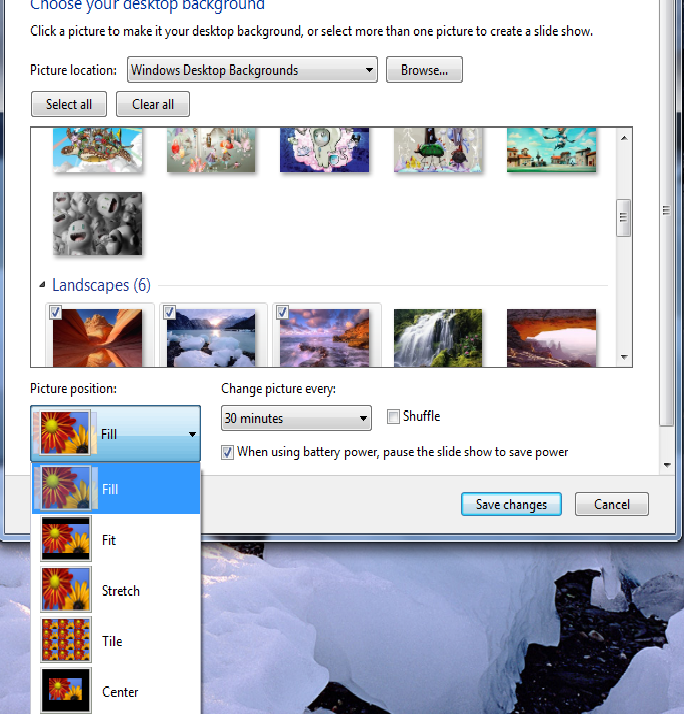 Choose your desktop background
Click a picture to make it your desktop background, or select more than one picture to create a slide show.
Picture location: Windows Desktop Backgrounds Browse...
Select all Clear all
Landscapes (6)
Picture position: Change picture every:
Fill 30 minutes Shuffle
When using battery power, pause the slide show to save power
Fill
Save changes Cancel
Fit
Stretch
Tile
Center